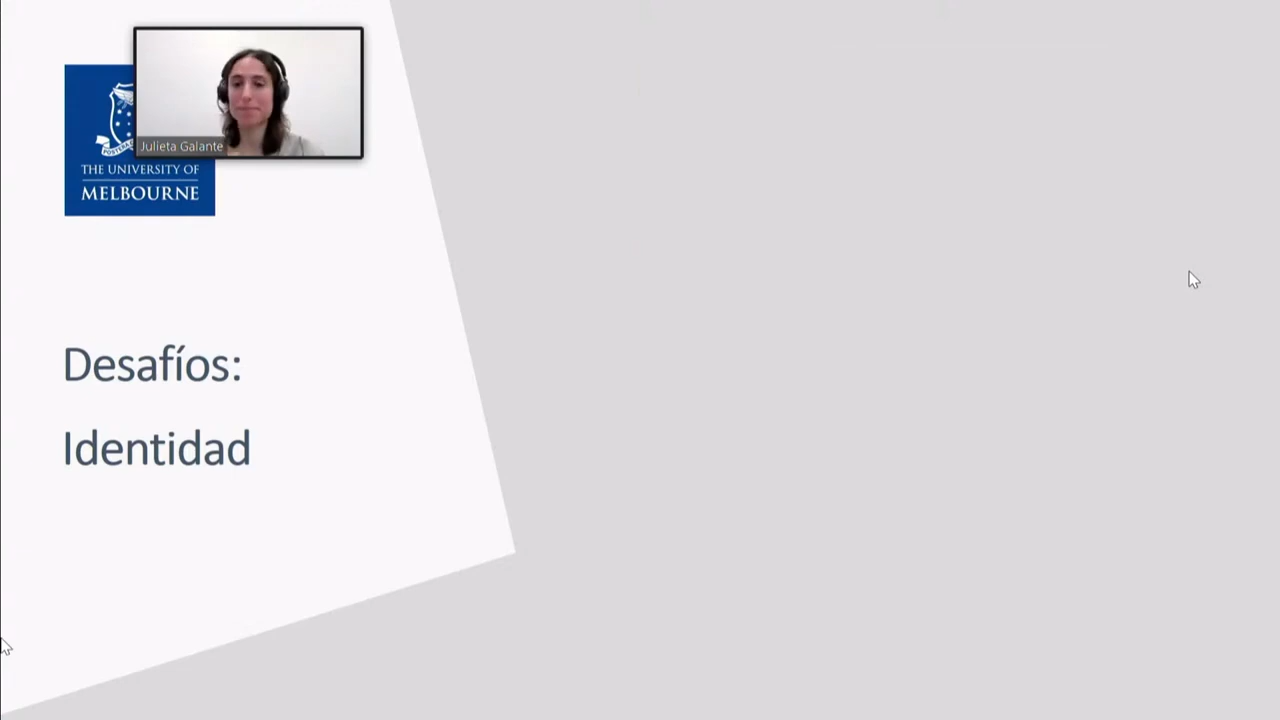 Julieta Galante
THE UNIVERSITY OF
MELBOURNE
Desafíos:
Identidad